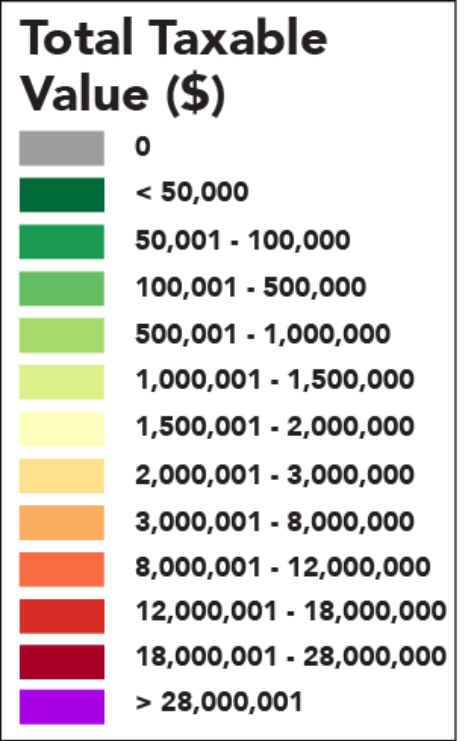 Total Taxable
Value ($)
0
< 50,000
50,001 - 100,000
100,001 - 500,000
500,001 - 1,000,000
1,000,001 - 1,500,000
1,500,001 - 2,000,000
2,000,001 - 3,000,000
3,000,001 - 8,000,000
8,000,001 - 12,000,000
12,000,001 - 18,000,000
18,000,001 - 28,000,000
> 28,000,001